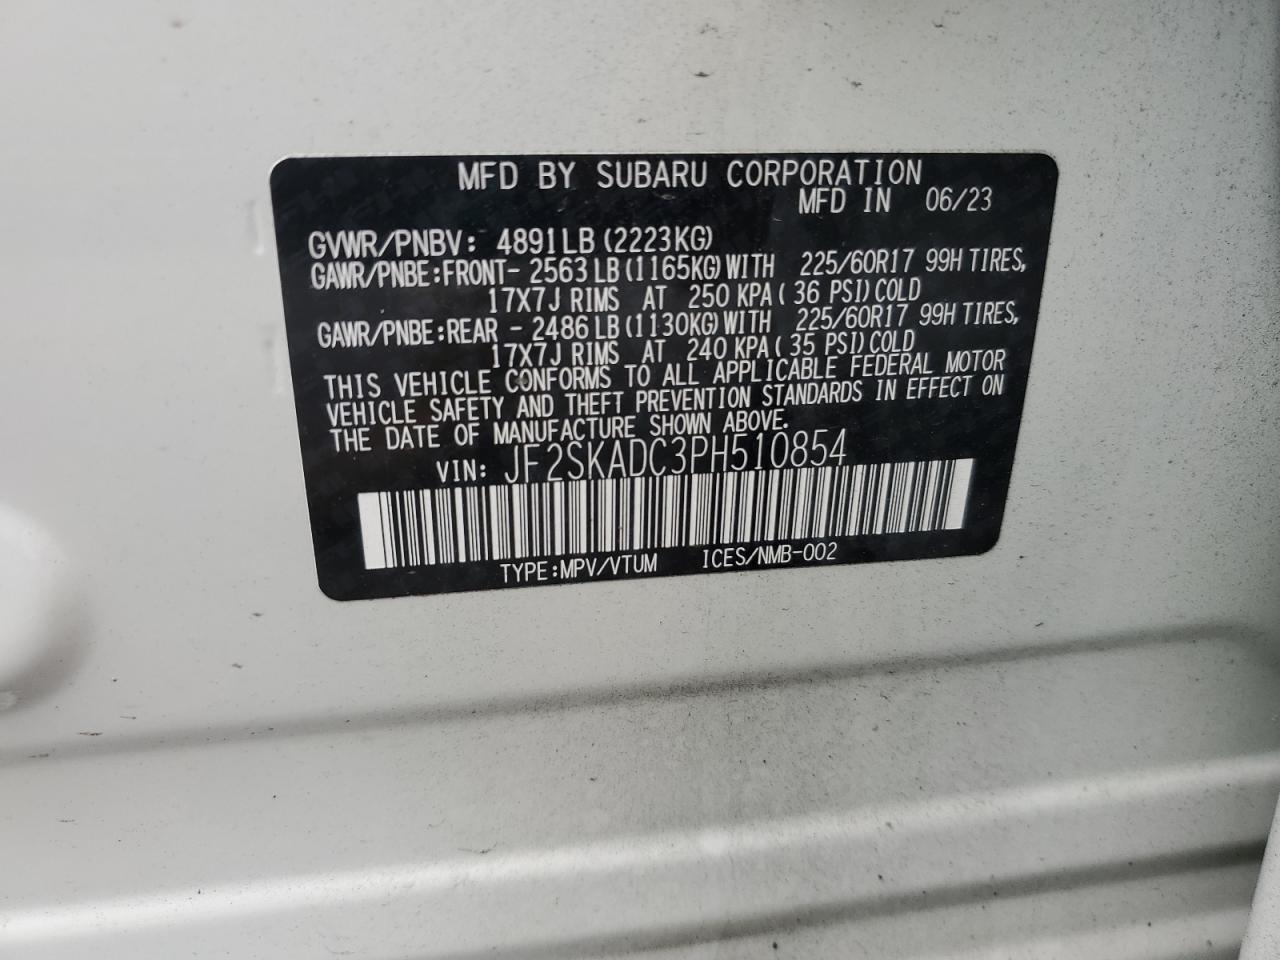 MFD BY SUBARU CORPORATION
MFD IN 06/23
GVWR/PNBV: 4891LB(2223KG)
GAWR/PNBE:FRONT- 2563LB(1165KG)WITH 225/60R17 99H TIRES,
17X7J RIMS AT 250 KPA( 36 PSI)COLD
GAWR/PNBE:REAR - 2486LB(1130KG)WITH 225/60R17 99H TIRES,
17X7J RIMS AT 240 KPA( 35 PSI)COLD
THIS VEHICLE CONFORMS TO ALL APPLICABLE FEDERAL MOTOR
VEHICLE SAFETY AND THEFT PREVENTION STANDARDS IN EFFECT ON
THE DATE OF MANUFACTURE SHOWN ABOVE.
VIN: JF2SKADC3PH510854
TYPE:MPV/VTUM ICES/NMB-002